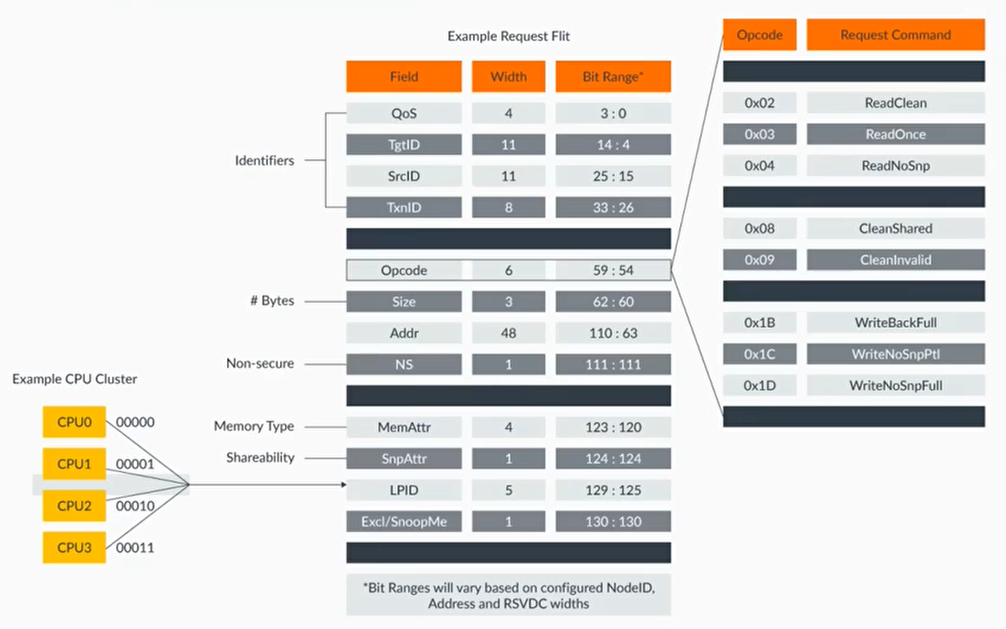 Example Request Flit
Field Width Bit Range*
QoS 4 3 : 0
TgtID 11 14 : 4
SrcID 11 25 : 15
TxnID 8 33 : 26
Opcode 6 59 : 54
Size 3 62 : 60
Addr 48 110 : 63
NS 1 111 : 111
MemAttr 4 123 : 120
SnpAttr 1 124 : 124
LPID 5 129 : 125
Excl/SnoopMe 1 130 : 130
*Bit Ranges will vary based on configured NodeID,
Address and RSVDC widths
Identifiers
# Bytes
Non-secure
Memory Type
Shareability
Example CPU Cluster
CPU0 00000
CPU1 00001
CPU2 00010
CPU3 00011
Opcode Request Command
0x02 ReadClean
0x03 ReadOnce
0x04 ReadNoSnp
0x08 CleanShared
0x09 CleanInvalid
0x1B WriteBackFull
0x1C WriteNoSnpPtl
0x1D WriteNoSnpFull